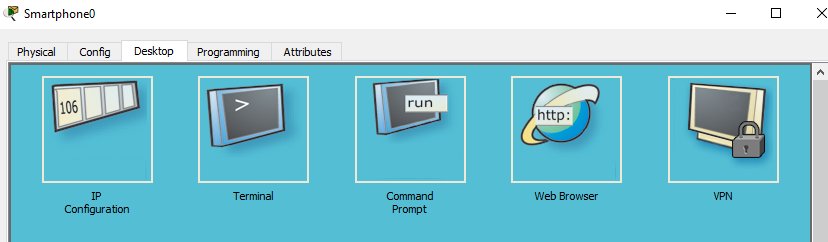 Smartphone0
Physical Config Desktop Programming Attributes
106
>
run
http:
IP
Configuration
Terminal
Command
Prompt
Web Browser
VPN